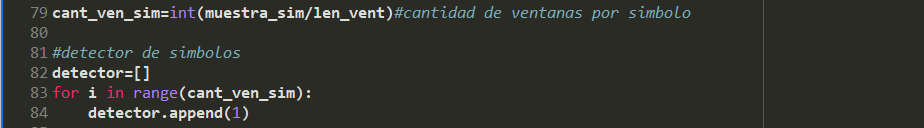 79 cant_ven_sim=int(muestra_sim/len_vent)#cantidad de ventanas por simbolo
80
81 #detector de simbolos
82 detector=[]
83 for i in range(cant_ven_sim):
84     detector.append(1)